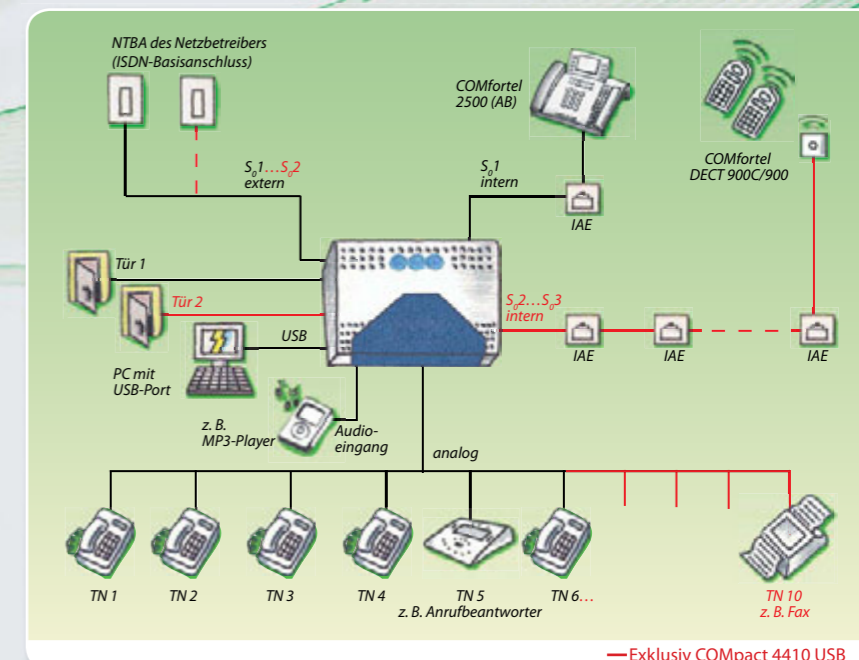 NTBA des Netzbetreibers
(ISDN-Basisanschluss)
COMfortel
2500 (AB)
COMfortel
DECT 900C/900
S₀1...S₀2
extern
S₀1
intern
IAE
Tür 1
Tür 2
S₀2...S₀3
intern
IAE
IAE
IAE
USB
PC mit
USB-Port
z. B.
MP3-Player
Audio-
eingang
analog
TN 1
TN 2
TN 3
TN 4
TN 5
z. B. Anrufbeantworter
TN 6...
TN 10
z. B. Fax
Exklusiv COMpact 4410 USB